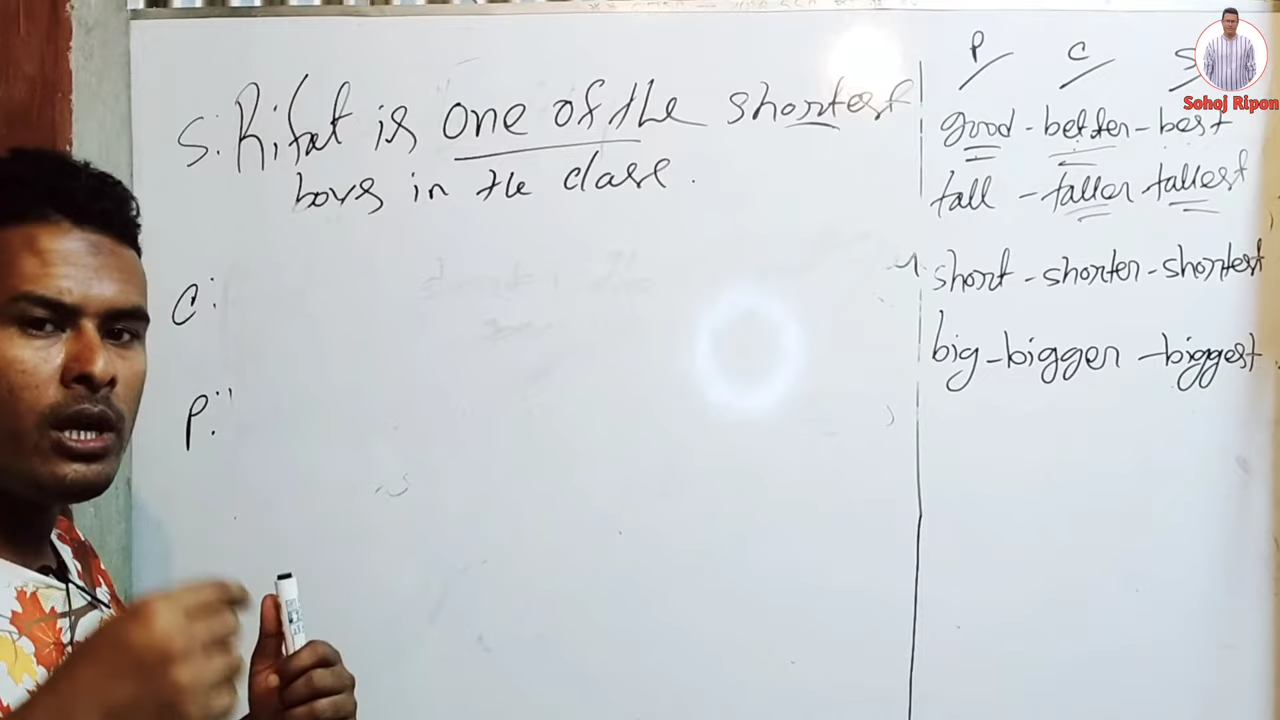 S: Rifat is one of the shortest
boys in the class.
C:
P:
P C S
good - better - best
tall - taller tallest
short - shorter - shortest
big - bigger - biggest
Sohoj Ripon